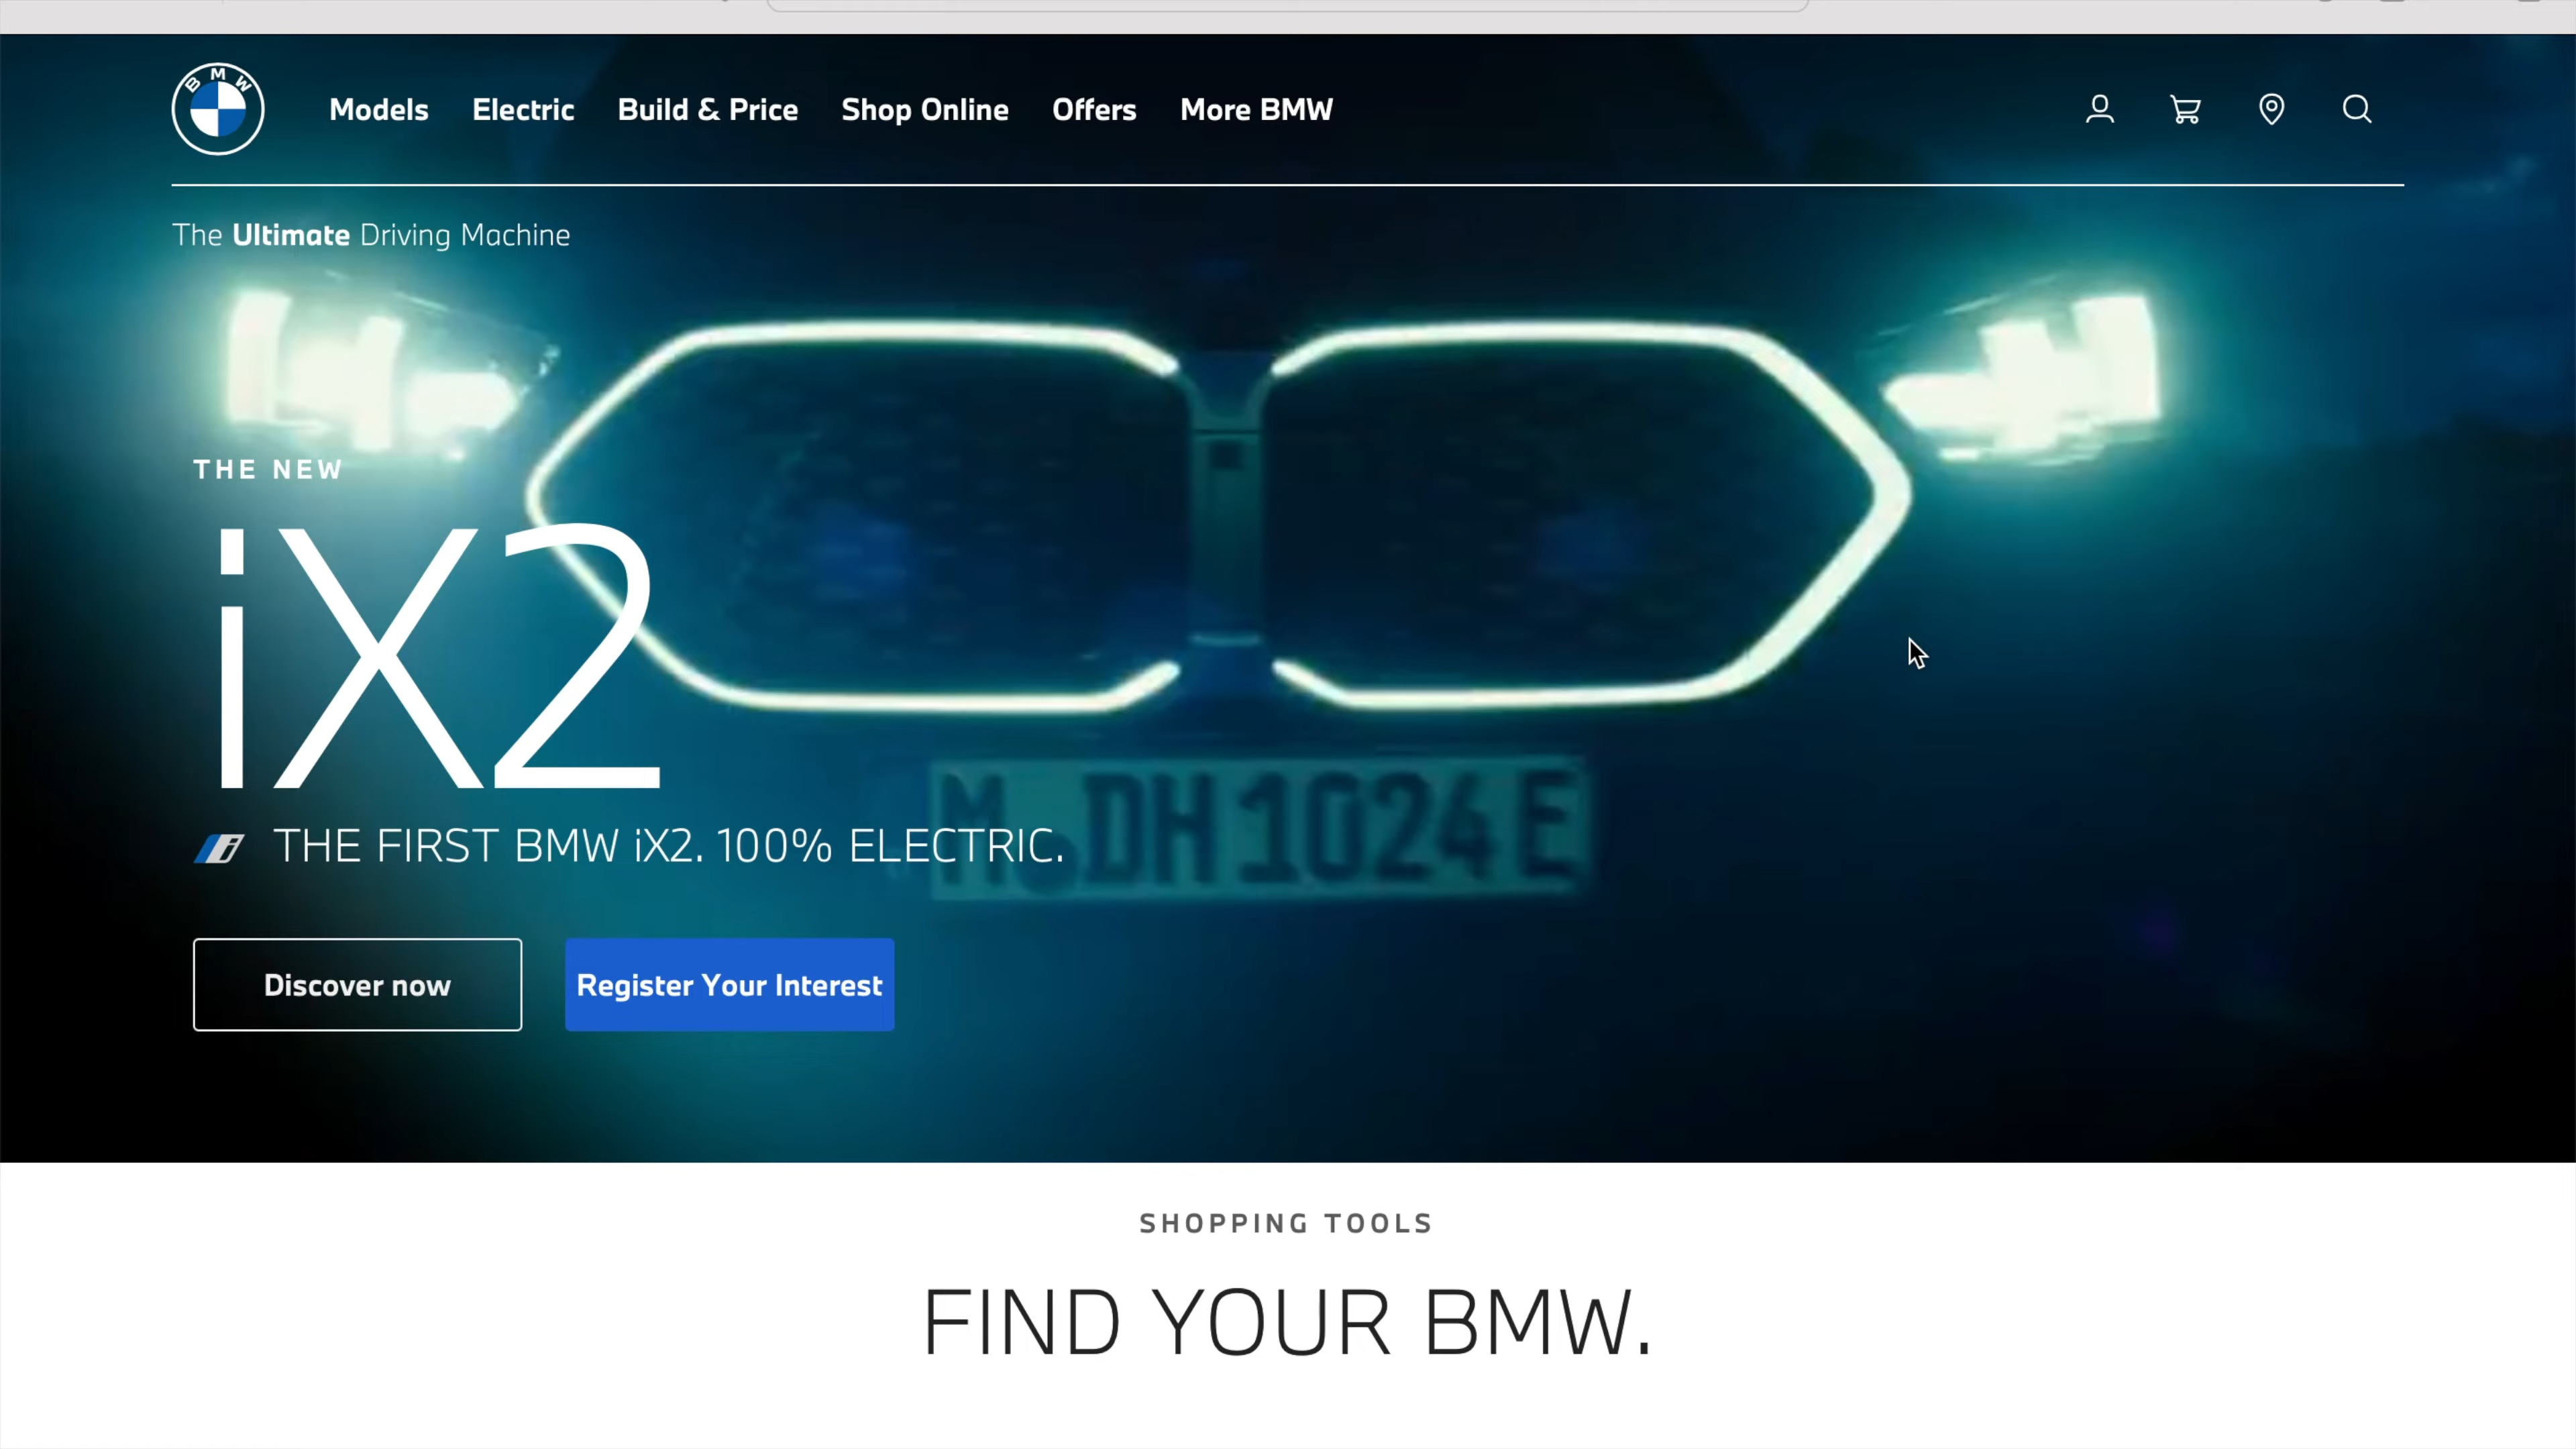 BMW
Models Electric Build & Price Shop Online Offers More BMW
The Ultimate Driving Machine
THE NEW
iX2
i THE FIRST BMW iX2. 100% ELECTRIC.
M DH 1024 E
Discover now Register Your Interest
SHOPPING TOOLS
FIND YOUR BMW.